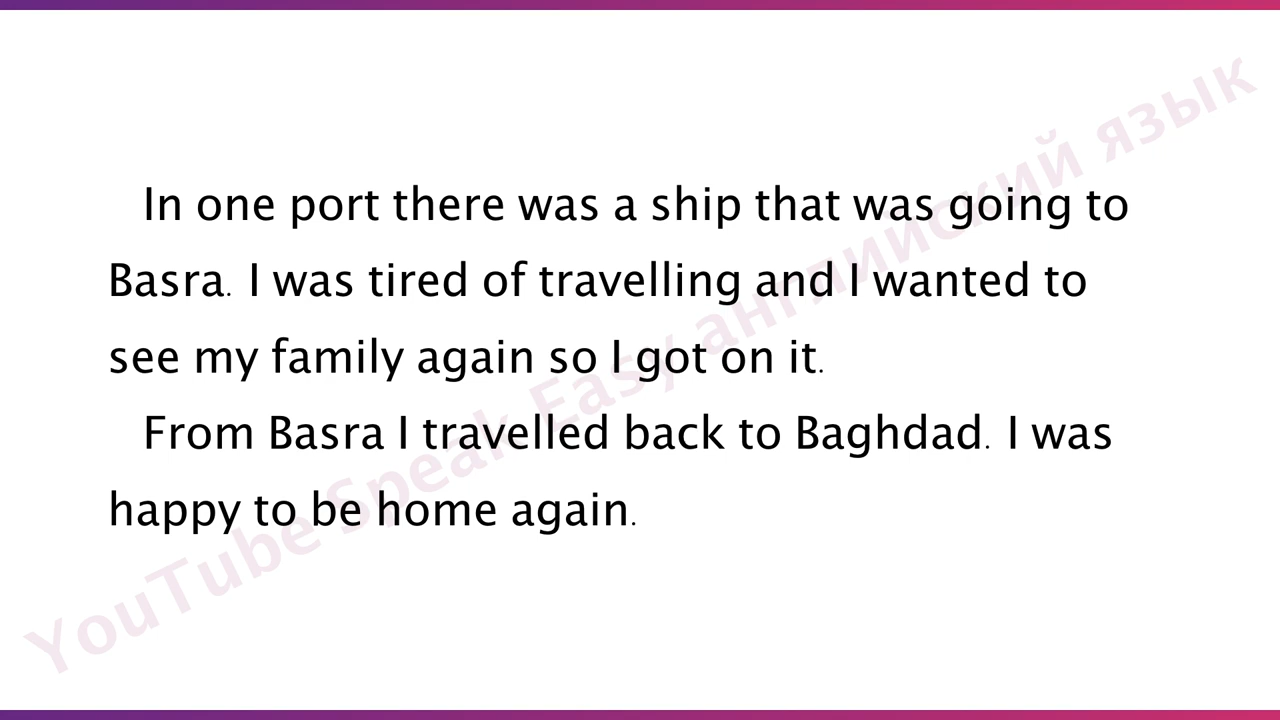 In one port there was a ship that was going to
Basra. I was tired of travelling and I wanted to
see my family again so I got on it.
From Basra I travelled back to Baghdad. I was
happy to be home again.
YouTube Speak Easy английский язык